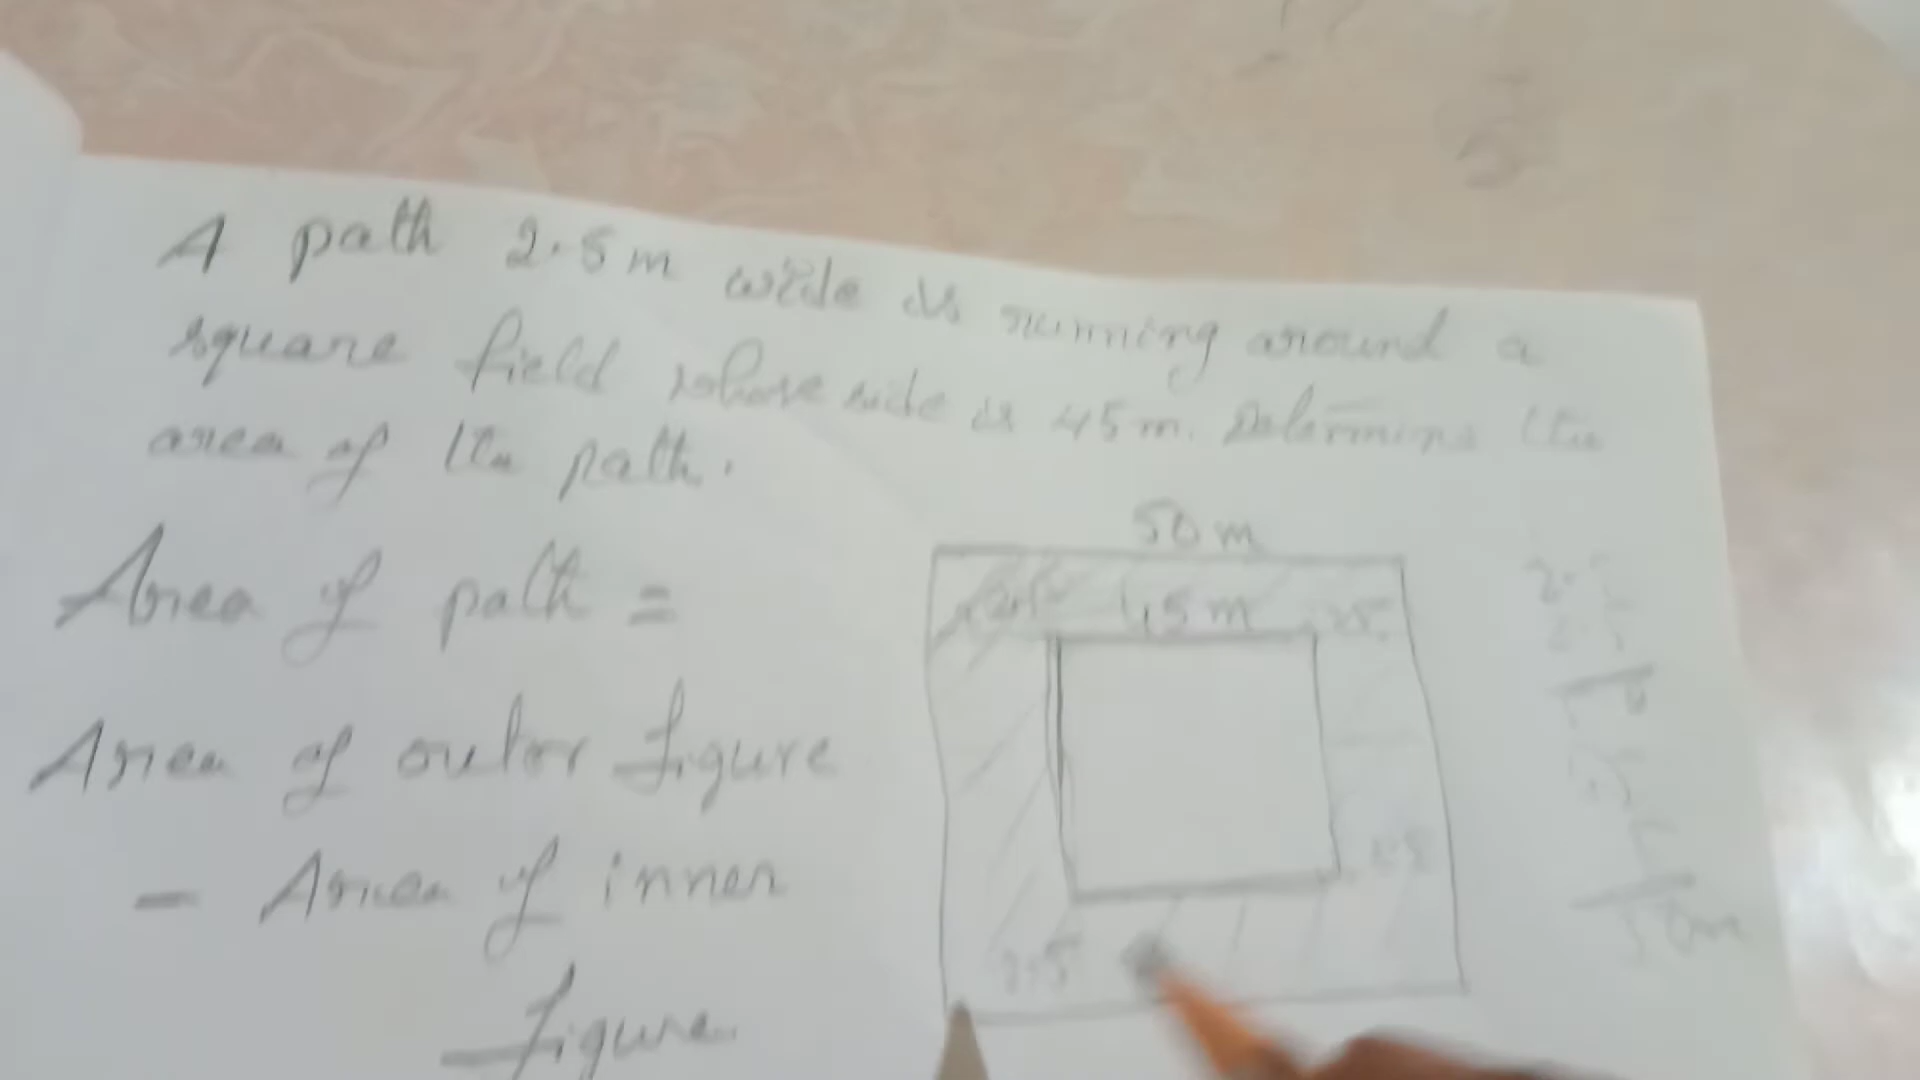 A path 2.5m wide is running around a
square field whose side is 45m. Determine the
area of the path.
Area of path =
Area of outer figure
- Area of inner
figure.
50m
45m
2.5